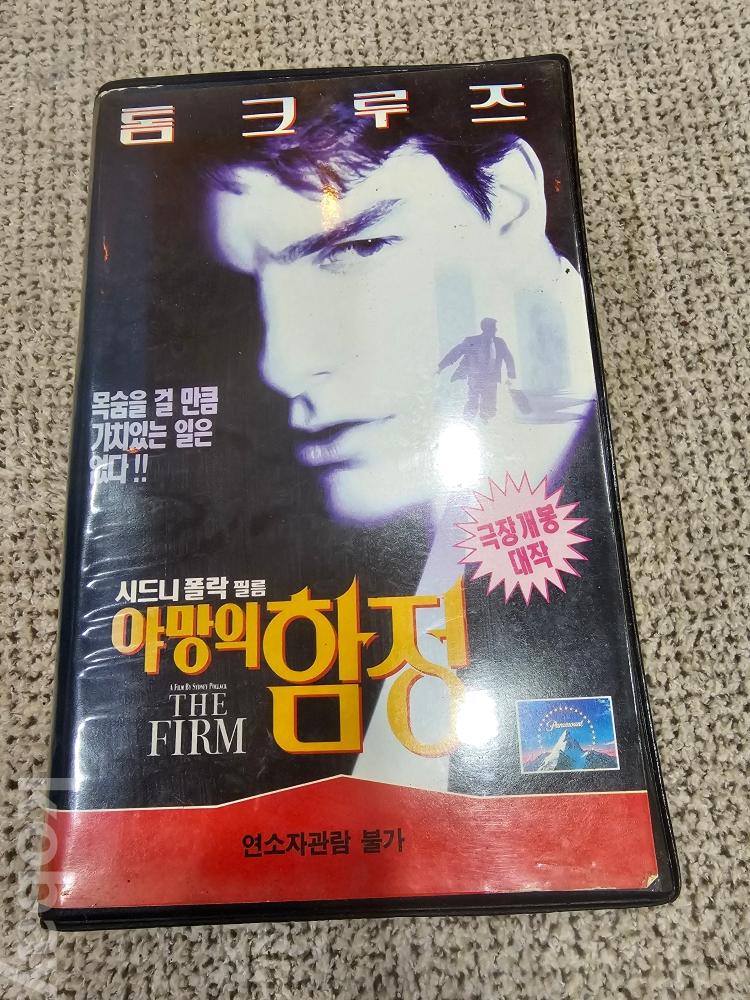 톰 크 루 즈
목숨을 걸 만큼
가치있는 일은
없다!!
극장개봉
대작
시드니 폴락 필름
야망의 함정
A FILM BY SYDNEY POLLACK
THE
FIRM
Paramount
연소자관람 불가